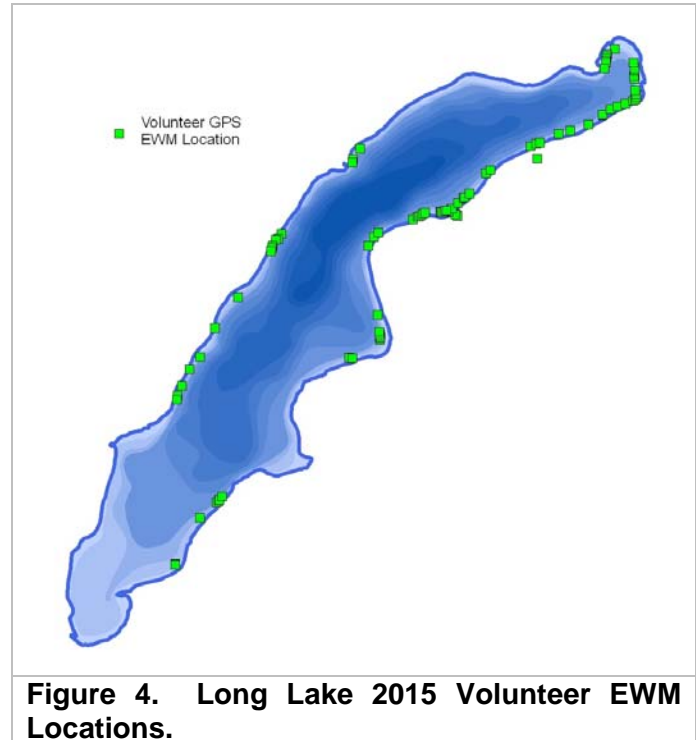 Volunteer GPS
EWM Location
Figure 4. Long Lake 2015 Volunteer EWM
Locations.